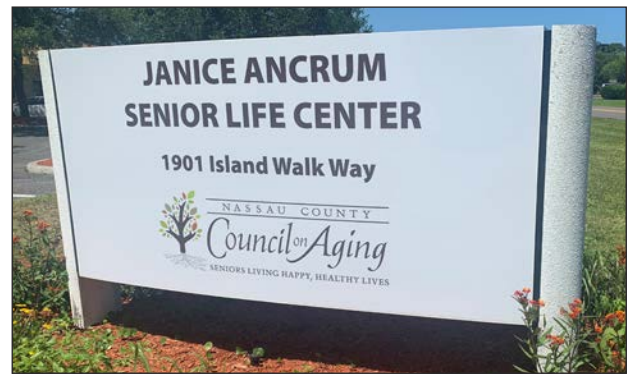 JANICE ANCRUM
SENIOR LIFE CENTER
1901 Island Walk Way
NASSAU COUNTY
Council on Aging
SENIORS LIVING HAPPY, HEALTHY LIVES